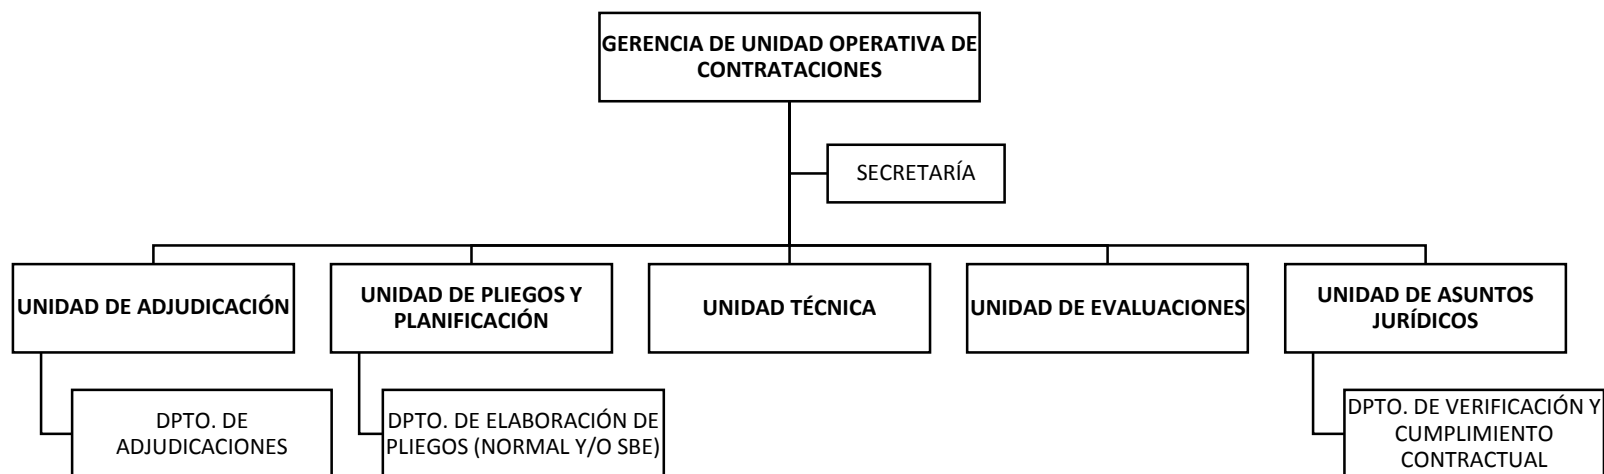 GERENCIA DE UNIDAD OPERATIVA DE
CONTRATACIONES
SECRETARÍA
UNIDAD DE ADJUDICACIÓN
UNIDAD DE PLIEGOS Y
PLANIFICACIÓN
UNIDAD TÉCNICA
UNIDAD DE EVALUACIONES
UNIDAD DE ASUNTOS
JURÍDICOS
DPTO. DE
ADJUDICACIONES
DPTO. DE ELABORACIÓN DE
PLIEGOS (NORMAL Y/O SBE)
DPTO. DE VERIFICACIÓN Y
CUMPLIMIENTO
CONTRACTUAL